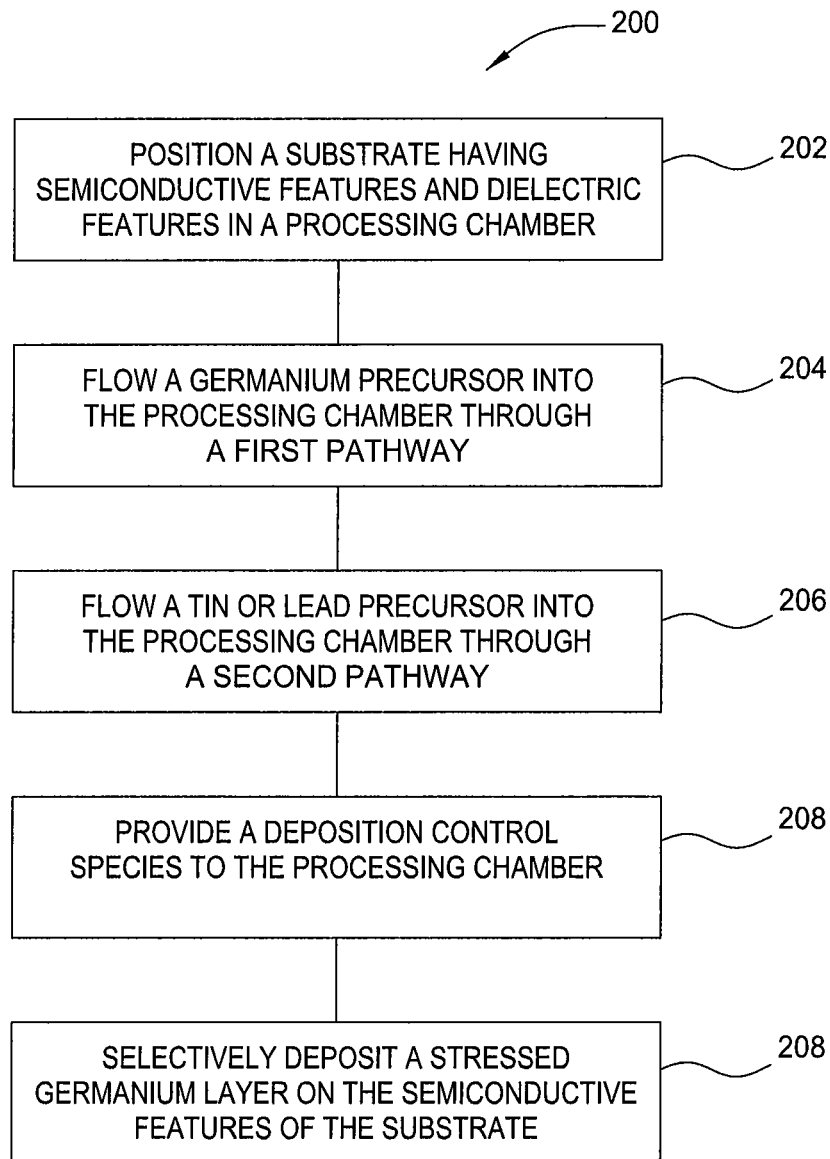 200
POSITION A SUBSTRATE HAVING
SEMICONDUCTIVE FEATURES AND DIELECTRIC
FEATURES IN A PROCESSING CHAMBER
202
FLOW A GERMANIUM PRECURSOR INTO
THE PROCESSING CHAMBER THROUGH
A FIRST PATHWAY
204
FLOW A TIN OR LEAD PRECURSOR INTO
THE PROCESSING CHAMBER THROUGH
A SECOND PATHWAY
206
PROVIDE A DEPOSITION CONTROL
SPECIES TO THE PROCESSING CHAMBER
208
SELECTIVELY DEPOSIT A STRESSED
GERMANIUM LAYER ON THE SEMICONDUCTIVE
FEATURES OF THE SUBSTRATE
208